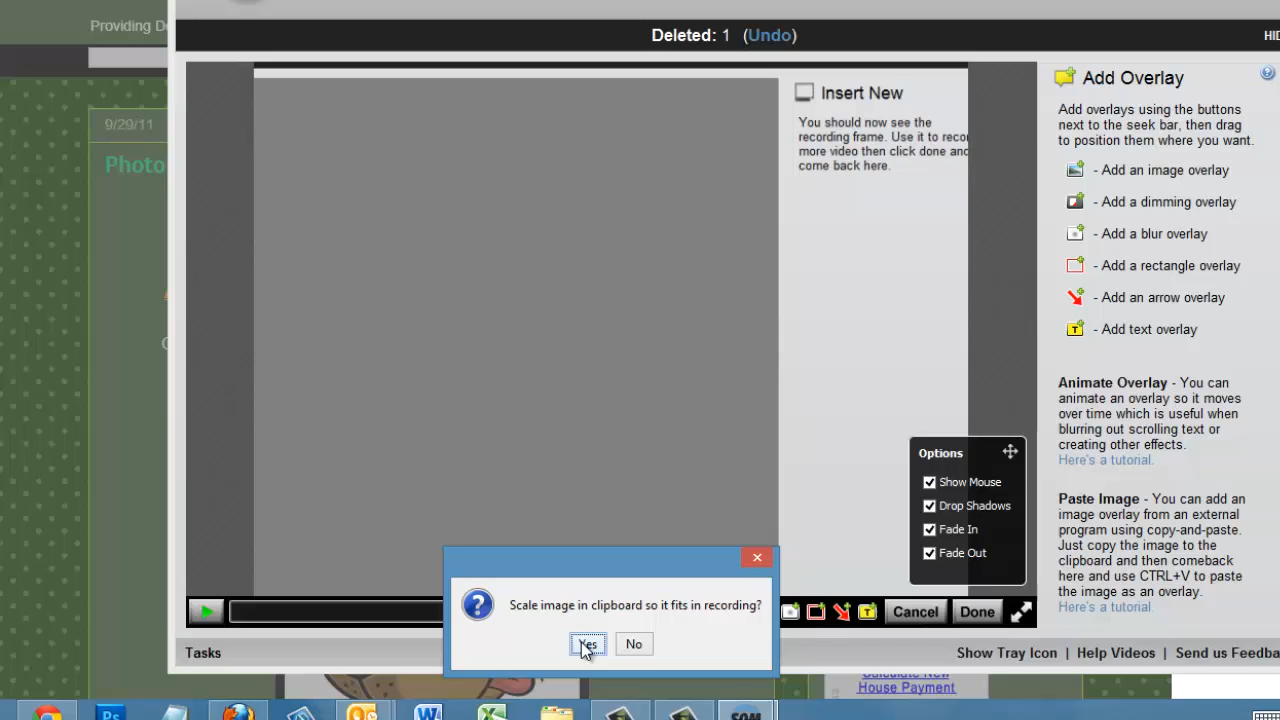 Providing De
Deleted: 1 (Undo)
HID
9/29/11
Photo
Insert New
You should now see the
recording frame. Use it to recor
more video then click done and
come back here.
Add Overlay
Add overlays using the buttons
next to the seek bar, then drag
to position them where you want.
- Add an image overlay
- Add a dimming overlay
- Add a blur overlay
- Add a rectangle overlay
- Add an arrow overlay
- Add text overlay
Animate Overlay - You can
animate an overlay so it moves
over time which is useful when
blurring out scrolling text or
creating other effects.
Here's a tutorial.
Paste Image - You can add an
image overlay from an external
program using copy-and-paste.
Just copy the image to the
clipboard and then comeback
here and use CTRL+V to paste
the image as an overlay.
Here's a tutorial.
Options
Show Mouse
Drop Shadows
Fade In
Fade Out
Scale image in clipboard so it fits in recording?
Yes
No
T
Cancel
Done
Tasks
Show Tray Icon | Help Videos | Send us Feedba
Calculate New
House Payment
Ps
W
SOM